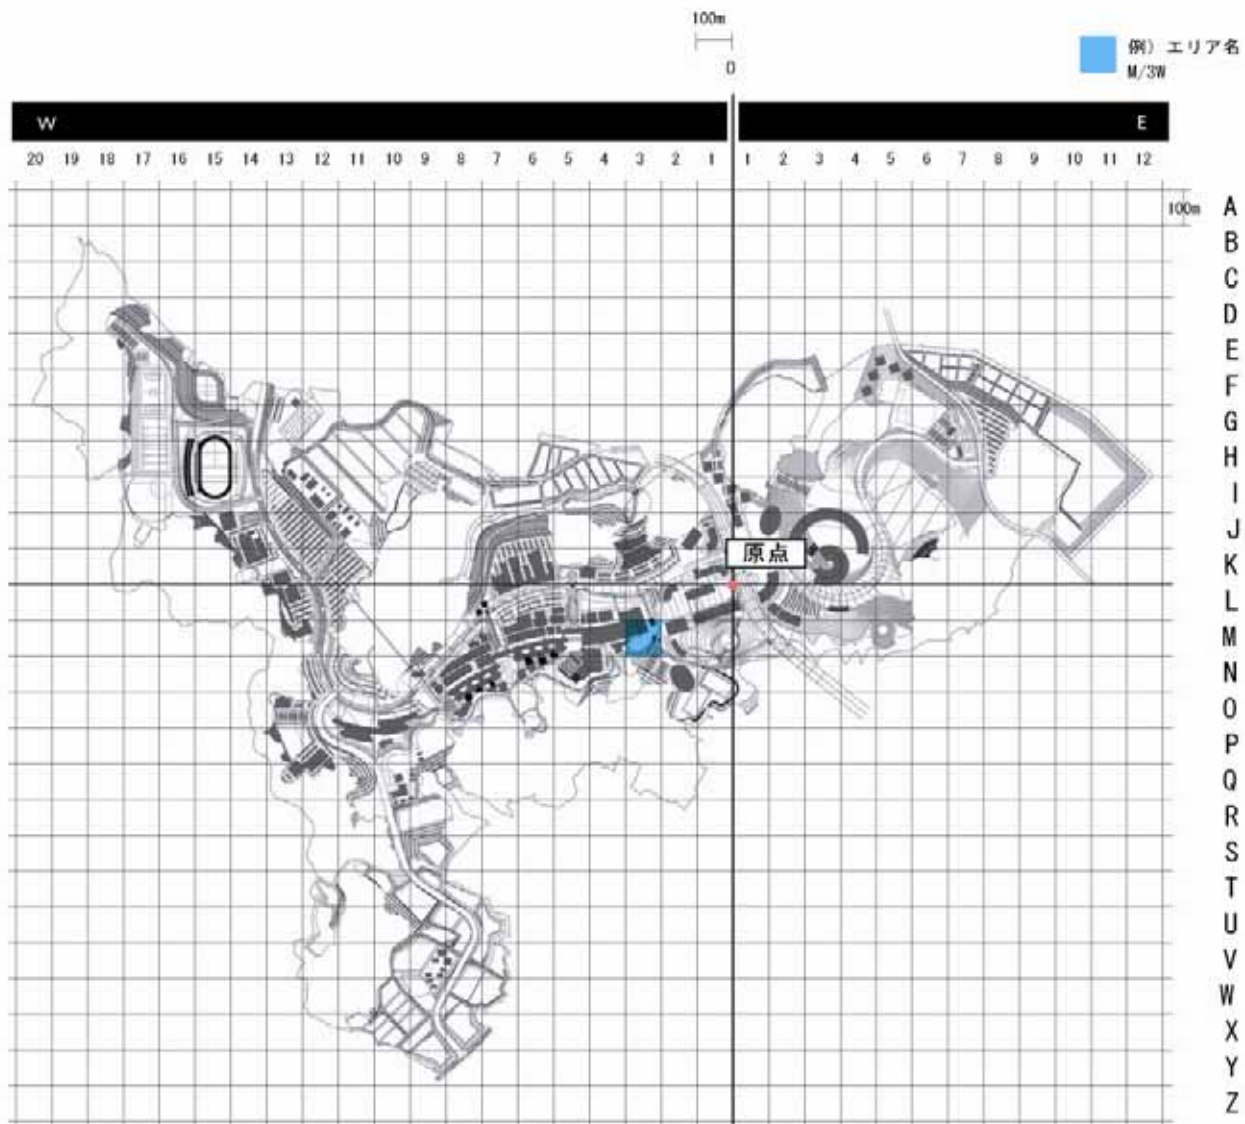 100m
0
例) エリア名
M/3W
W E
20 19 18 17 16 15 14 13 12 11 10 9 8 7 6 5 4 3 2 1 1 2 3 4 5 6 7 8 9 10 11 12
100m
A
B
C
D
E
F
G
H
I
J
原点
K
L
M
N
O
P
Q
R
S
T
U
V
W
X
Y
Z